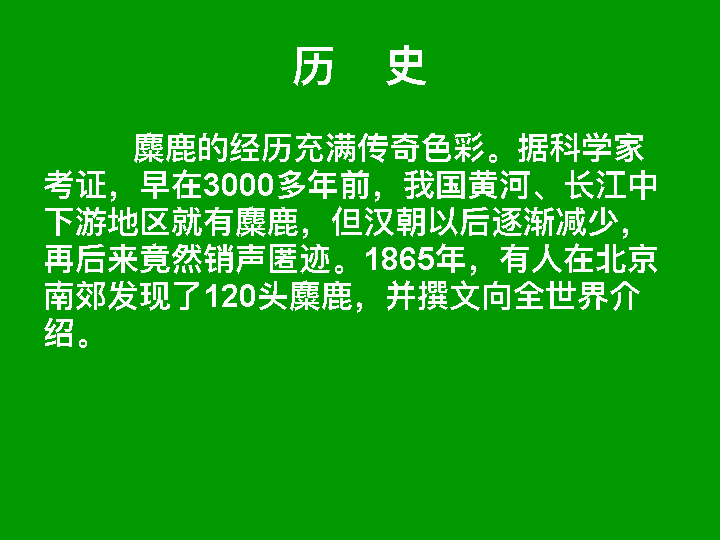 历 史
麋鹿的经历充满传奇色彩。据科学家
考证，早在3000多年前，我国黄河、长江中
下游地区就有麋鹿，但汉朝以后逐渐减少，
再后来竟然销声匿迹。1865年，有人在北京
南郊发现了120头麋鹿，并撰文向全世界介
绍。